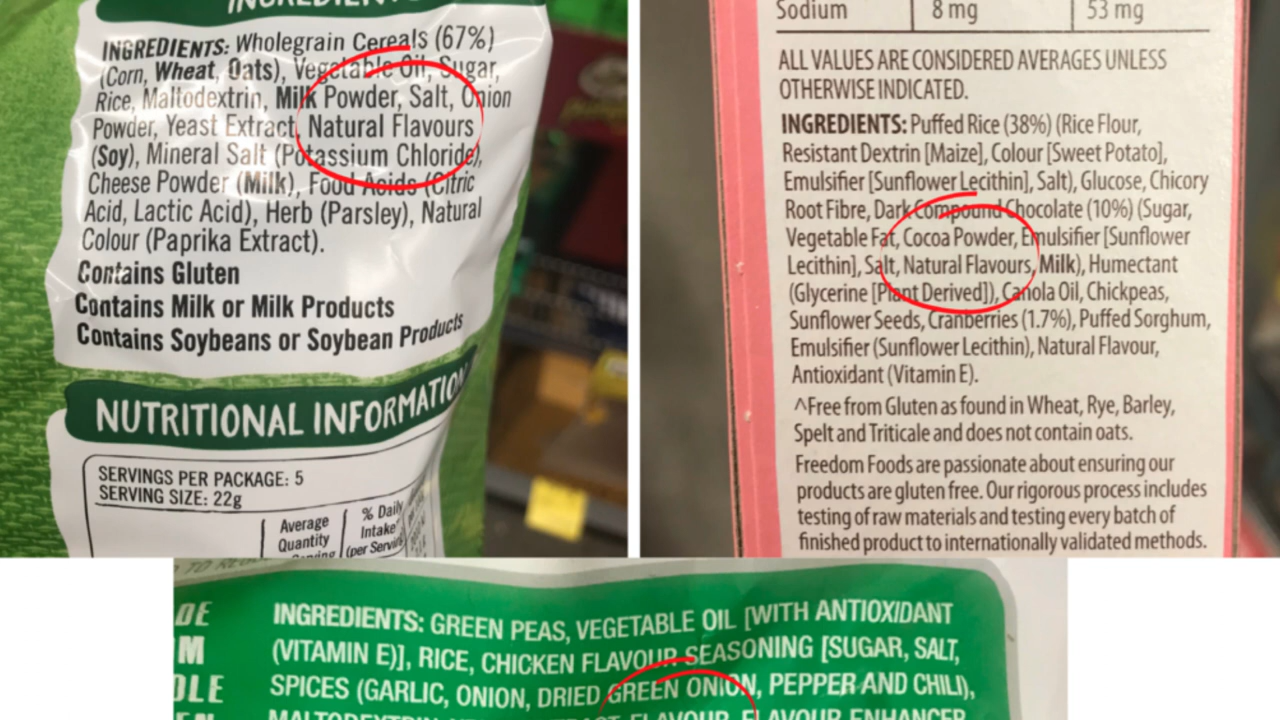 INGREDIENTS
INGREDIENTS: Wholegrain Cereals (67%)
(Corn, Wheat, Oats), Vegetable Oil, Sugar,
Rice, Maltodextrin, Milk Powder, Salt, Onion
Powder, Yeast Extract, Natural Flavours
(Soy), Mineral Salt (Potassium Chloride),
Cheese Powder (Milk), Food Acids (Citric
Acid, Lactic Acid), Herb (Parsley), Natural
Colour (Paprika Extract).
Contains Gluten
Contains Milk or Milk Products
Contains Soybeans or Soybean Products
NUTRITIONAL INFORMATION
SERVINGS PER PACKAGE: 5
SERVING SIZE: 22g
Average
Quantity
% Daily
Intake
(per Serving
Sodium 8 mg 53 mg
ALL VALUES ARE CONSIDERED AVERAGES UNLESS
OTHERWISE INDICATED.
INGREDIENTS: Puffed Rice (38%) (Rice Flour,
Resistant Dextrin [Maize], Colour [Sweet Potato],
Emulsifier [Sunflower Lecithin], Salt), Glucose, Chicory
Root Fibre, Dark Compound Chocolate (10%) (Sugar,
Vegetable Fat, Cocoa Powder, Emulsifier [Sunflower
Lecithin], Salt, Natural Flavours, Milk), Humectant
(Glycerine [Plant Derived]), Canola Oil, Chickpeas,
Sunflower Seeds, Cranberries (1.7%), Puffed Sorghum,
Emulsifier (Sunflower Lecithin), Natural Flavour,
Antioxidant (Vitamin E).
^Free from Gluten as found in Wheat, Rye, Barley,
Spelt and Triticale and does not contain oats.
Freedom Foods are passionate about ensuring our
products are gluten free. Our rigorous process includes
testing of raw materials and testing every batch of
finished product to internationally validated methods.
INGREDIENTS: GREEN PEAS, VEGETABLE OIL [WITH ANTIOXIDANT
(VITAMIN E)], RICE, CHICKEN FLAVOUR SEASONING [SUGAR, SALT,
SPICES (GARLIC, ONION, DRIED GREEN ONION, PEPPER AND CHILI),
MALTODEXTRIN, FLAVOUR, FLAVOUR ENHANCER